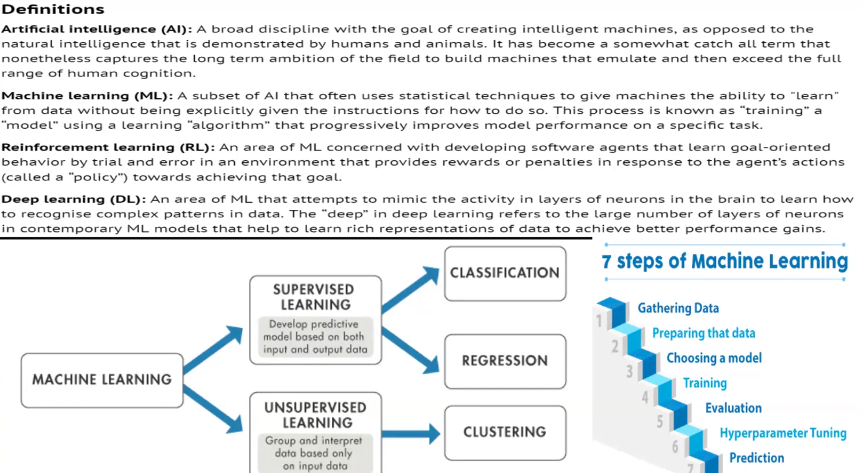 Definitions
Artificial intelligence (AI): A broad discipline with the goal of creating intelligent machines, as opposed to the
natural intelligence that is demonstrated by humans and animals. It has become a somewhat catch all term that
nonetheless captures the long term ambition of the field to build machines that emulate and then exceed the full
range of human cognition.
Machine learning (ML): A subset of AI that often uses statistical techniques to give machines the ability to "learn"
from data without being explicitly given the instructions for how to do so. This process is known as “training” a
“model” using a learning “algorithm” that progressively improves model performance on a specific task.
Reinforcement learning (RL): An area of ML concerned with developing software agents that learn goal-oriented
behavior by trial and error in an environment that provides rewards or penalties in response to the agent’s actions
(called a “policy”) towards achieving that goal.
Deep learning (DL): An area of ML that attempts to mimic the activity in layers of neurons in the brain to learn how
to recognise complex patterns in data. The “deep” in deep learning refers to the large number of layers of neurons
in contemporary ML models that help to learn rich representations of data to achieve better performance gains.
MACHINE LEARNING
SUPERVISED
LEARNING
Develop predictive
model based on both
input and output data
UNSUPERVISED
LEARNING
Group and interpret
data based only
on input data
CLASSIFICATION
REGRESSION
CLUSTERING
7 steps of Machine Learning
1 Gathering Data
2 Preparing that data
3 Choosing a model
4 Training
5 Evaluation
6 Hyperparameter Tuning
7 Prediction